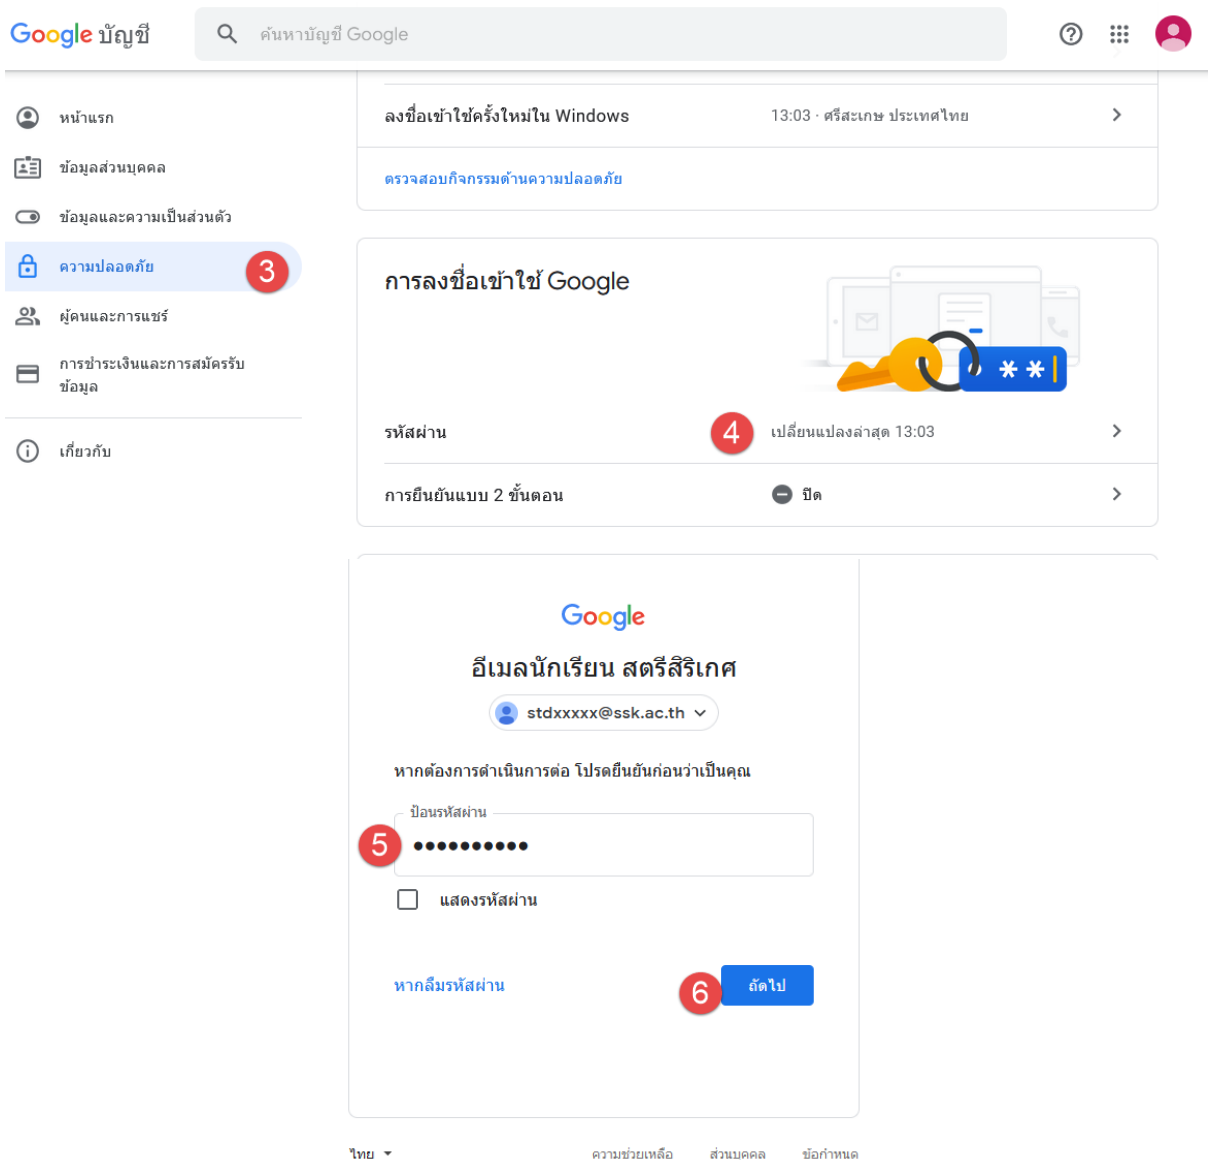 Google บัญชี
ค้นหาบัญชี Google
หน้าแรก
ข้อมูลส่วนบุคคล
ข้อมูลและความเป็นส่วนตัว
ความปลอดภัย
3
ผู้คนและการแชร์
การชำระเงินและการสมัครรับ
ข้อมูล
เกี่ยวกับ
ลงชื่อเข้าใช้ครั้งใหม่ใน Windows
13:03 · ศรีสะเกษ ประเทศไทย
ตรวจสอบกิจกรรมด้านความปลอดภัย
การลงชื่อเข้าใช้ Google
**
รหัสผ่าน
4
เปลี่ยนแปลงล่าสุด 13:03
การยืนยันแบบ 2 ขั้นตอน
ปิด
Google
อีเมลนักเรียน สตรีสิริเกศ
stdxxxxx@ssk.ac.th
หากต้องการดำเนินการต่อ โปรดยืนยันก่อนว่าเป็นคุณ
ป้อนรหัสผ่าน
5
••••••••••
แสดงรหัสผ่าน
หากลืมรหัสผ่าน
6
ถัดไป
ไทย
ความช่วยเหลือ
ส่วนบุคคล
ข้อกำหนด